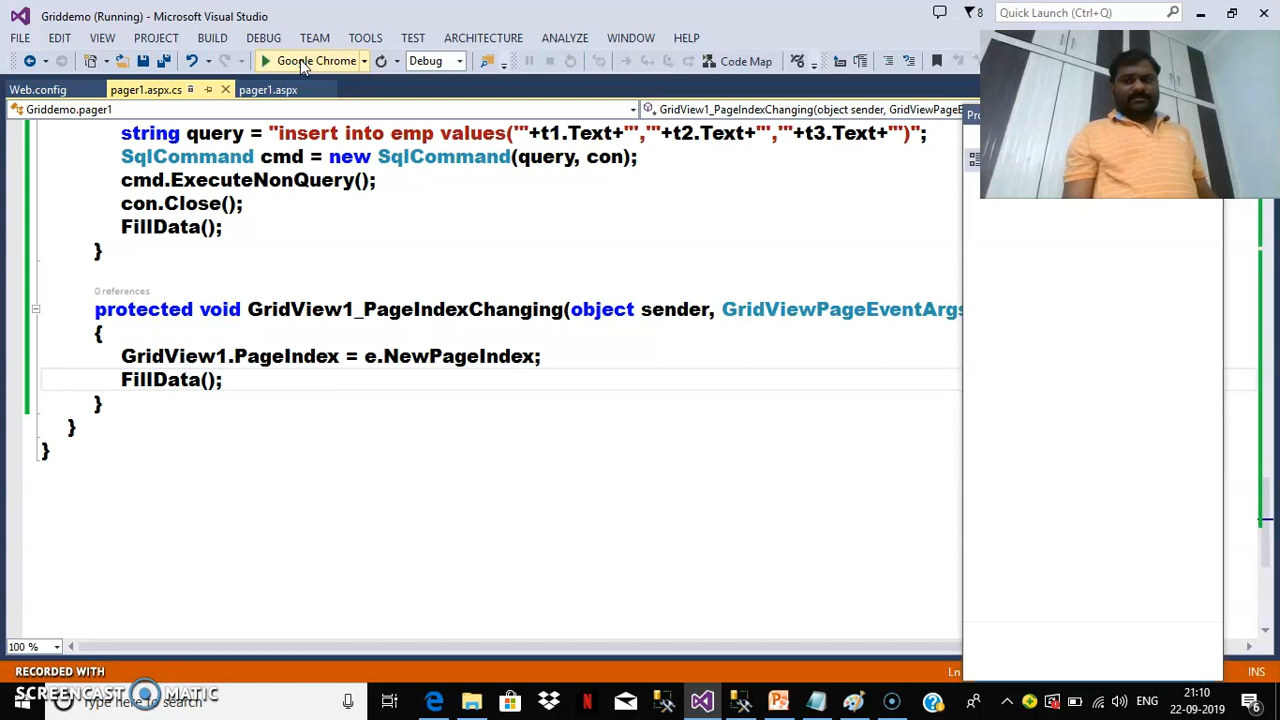 Griddemo (Running) - Microsoft Visual Studio
8
Quick Launch (Ctrl+Q)
FILE EDIT VIEW PROJECT BUILD DEBUG TEAM TOOLS TEST ARCHITECTURE ANALYZE WINDOW HELP
Google Chrome
Debug
Code Map
Web.config
pager1.aspx.cs
pager1.aspx
Griddemo.pager1
GridView1_PageIndexChanging(object sender, GridViewPageE
string query = "insert into emp values('"+t1.Text+"','"+t2.Text+"','"+t3.Text+"')";
SqlCommand cmd = new SqlCommand(query, con);
cmd.ExecuteNonQuery();
con.Close();
FillData();
}
0 references
protected void GridView1_PageIndexChanging(object sender, GridViewPageEventArgs
{
GridView1.PageIndex = e.NewPageIndex;
FillData();
}
}
}
100 %
RECORDED WITH
Ln
INS
SCREENCAST MATIC
Type here to search
ENG
21:10
22-09-2019
6